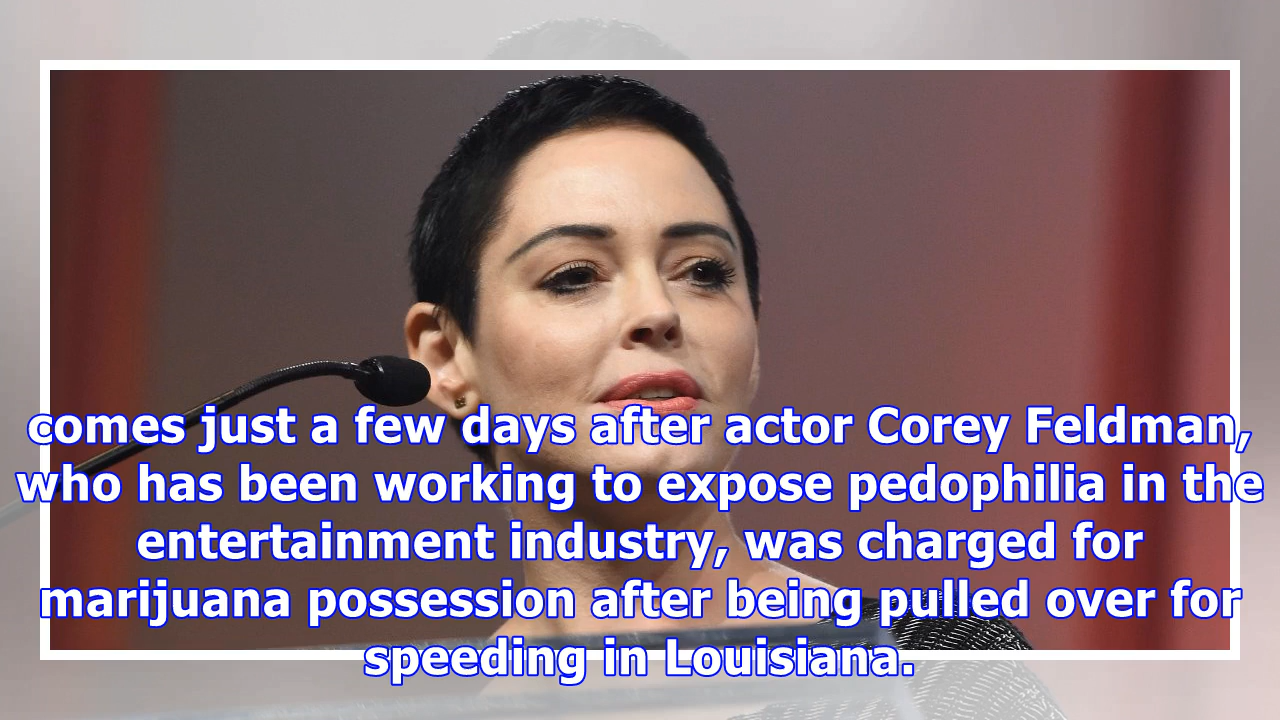 comes just a few days after actor Corey Feldman,
who has been working to expose pedophilia in the
entertainment industry, was charged for
marijuana possession after being pulled over for
speeding in Louisiana.